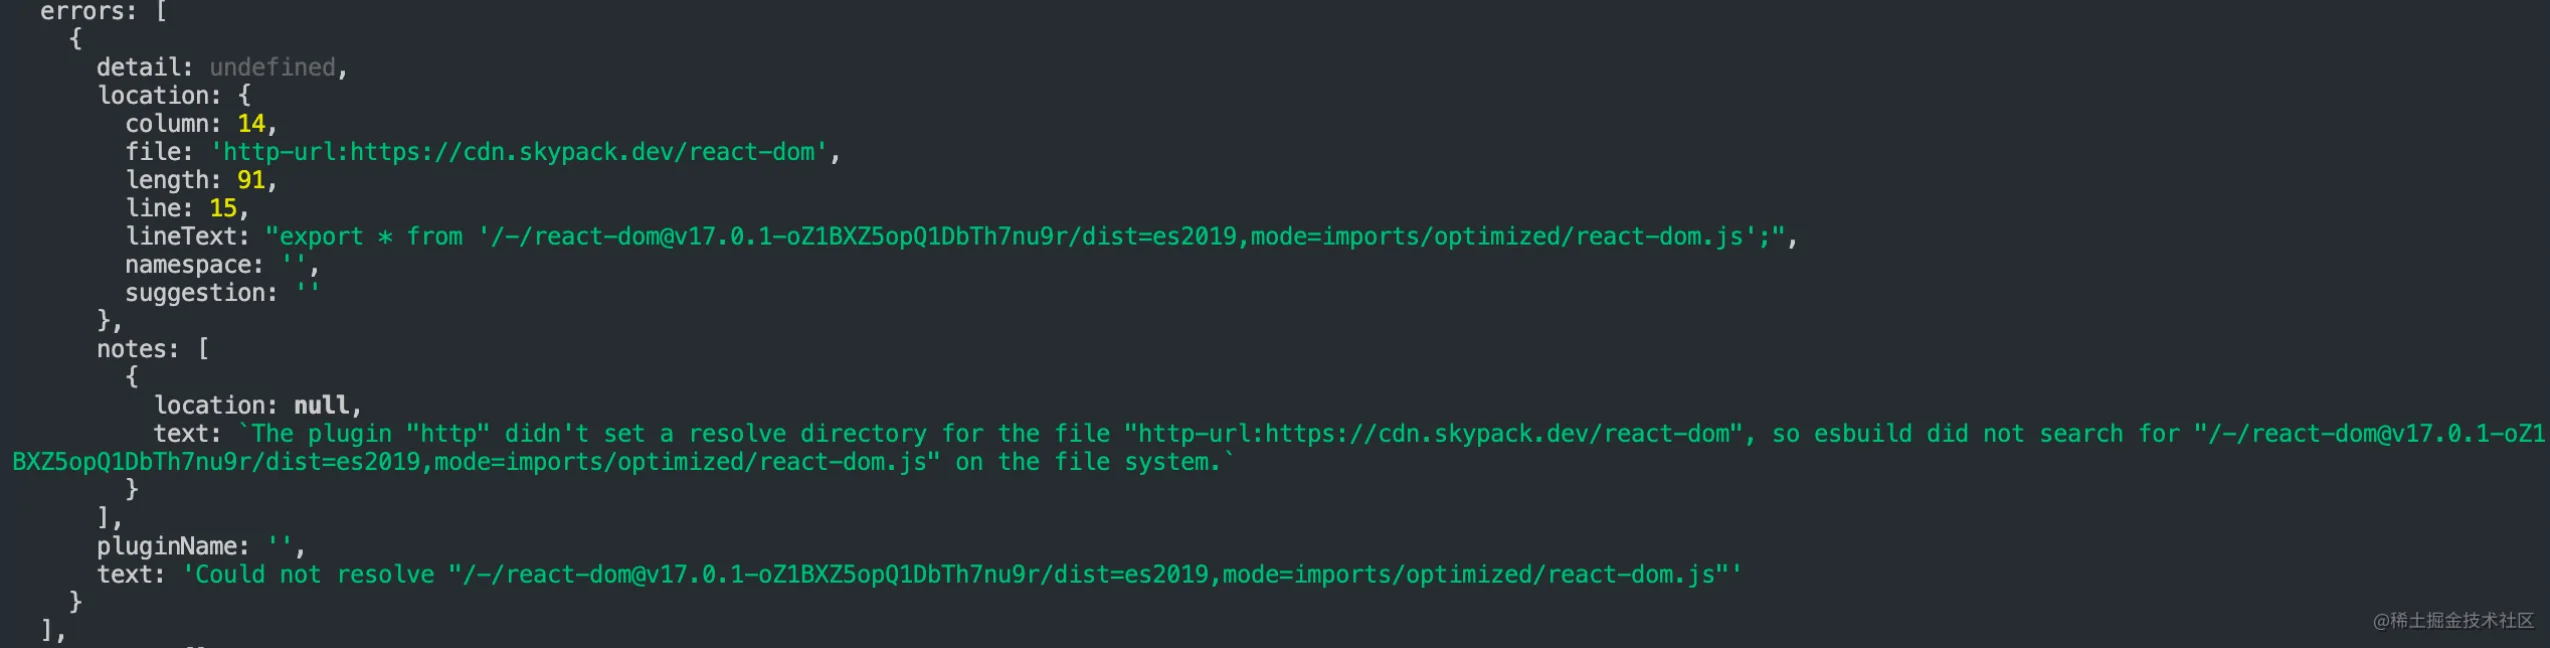 errors: [
{
detail: undefined,
location: {
column: 14,
file: 'http-url:https://cdn.skypack.dev/react-dom',
length: 91,
line: 15,
lineText: "export * from '/-/react-dom@v17.0.1-oZ1BXZ5opQ1DbTh7nu9r/dist=es2019,mode=imports/optimized/react-dom.js';",
namespace: '',
suggestion: ''
},
notes: [
{
location: null,
text: `The plugin "http" didn't set a resolve directory for the file "http-url:https://cdn.skypack.dev/react-dom", so esbuild did not search for "/-/react-dom@v17.0.1-oZ1
BXZ5opQ1DbTh7nu9r/dist=es2019,mode=imports/optimized/react-dom.js" on the file system.`
}
],
pluginName: '',
text: 'Could not resolve "/-/react-dom@v17.0.1-oZ1BXZ5opQ1DbTh7nu9r/dist=es2019,mode=imports/optimized/react-dom.js"'
}
],
@稀土掘金技术社区